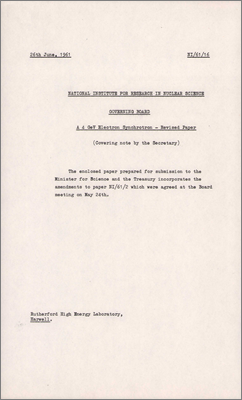 26th June, 1961 NI/61/16
NATIONAL INSTITUTE FOR RESEARCH IN NUCLEAR SCIENCE
GOVERNING BOARD
A 4 GeV Electron Synchrotron - Revised Paper
(Covering note by the Secretary)
The enclosed paper prepared for submission to the
Minister for Science and the Treasury incorporates the
amendments to paper NI/61/7 which were agreed at the Board
meeting on May 24th.
Rutherford High Energy Laboratory,
Harwell.